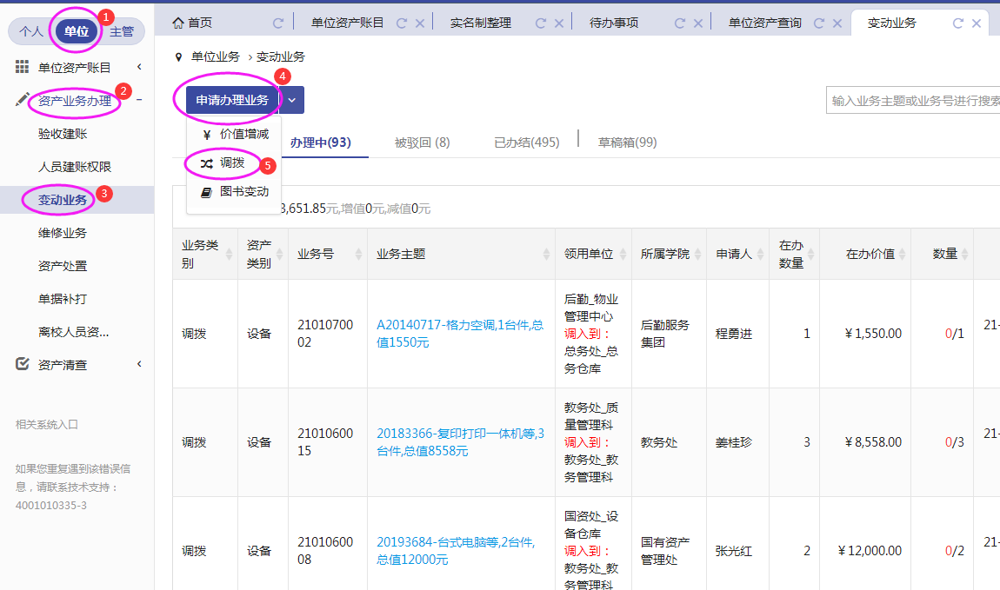 个人 单位 主管
1
单位资产账目
资产业务办理
2
验收建账
人员建账权限
变动业务
3
维修业务
资产处置
单据补打
离校人员资...
资产清查
相关系统入口
如果您重复遇到该错误信
息，请联系技术支持：
4001010335-3
首页 单位资产账目 实名制整理 待办事项 单位资产查询 变动业务
单位业务 > 变动业务
4
申请办理业务
输入业务主题或业务号进行搜索
¥ 价值增减
调拨
5
图书变动
办理中(93) 被驳回 (8) 已办结(495) 草稿箱(99)
3,651.85元,增值0元,减值0元
业务类别 资产类别 业务号 业务主题 领用单位 所属学院 申请人 在办数量 在办价值 数量
调拨
设备
21010700
02
A20140717-格力空调,1台件,总
值1550元
后勤_物业
管理中心
调入到：
总务处_总
务仓库
后勤服务
集团
程勇进
1
¥1,550.00
0/1
21-
调拨
设备
21010600
15
20183366-复印打印一体机等,3
台件,总值8558元
教务处_质
量管理科
调入到：
教务处_教
务管理科
教务处
姜桂珍
3
¥8,558.00
0/3
21-
调拨
设备
21010600
08
20193684-台式电脑等,2台件,
总值12000元
国资处_设
备仓库
调入到：
教务处_教
务管理科
国有资产
管理处
张光红
2
¥12,000.00
0/2
21-